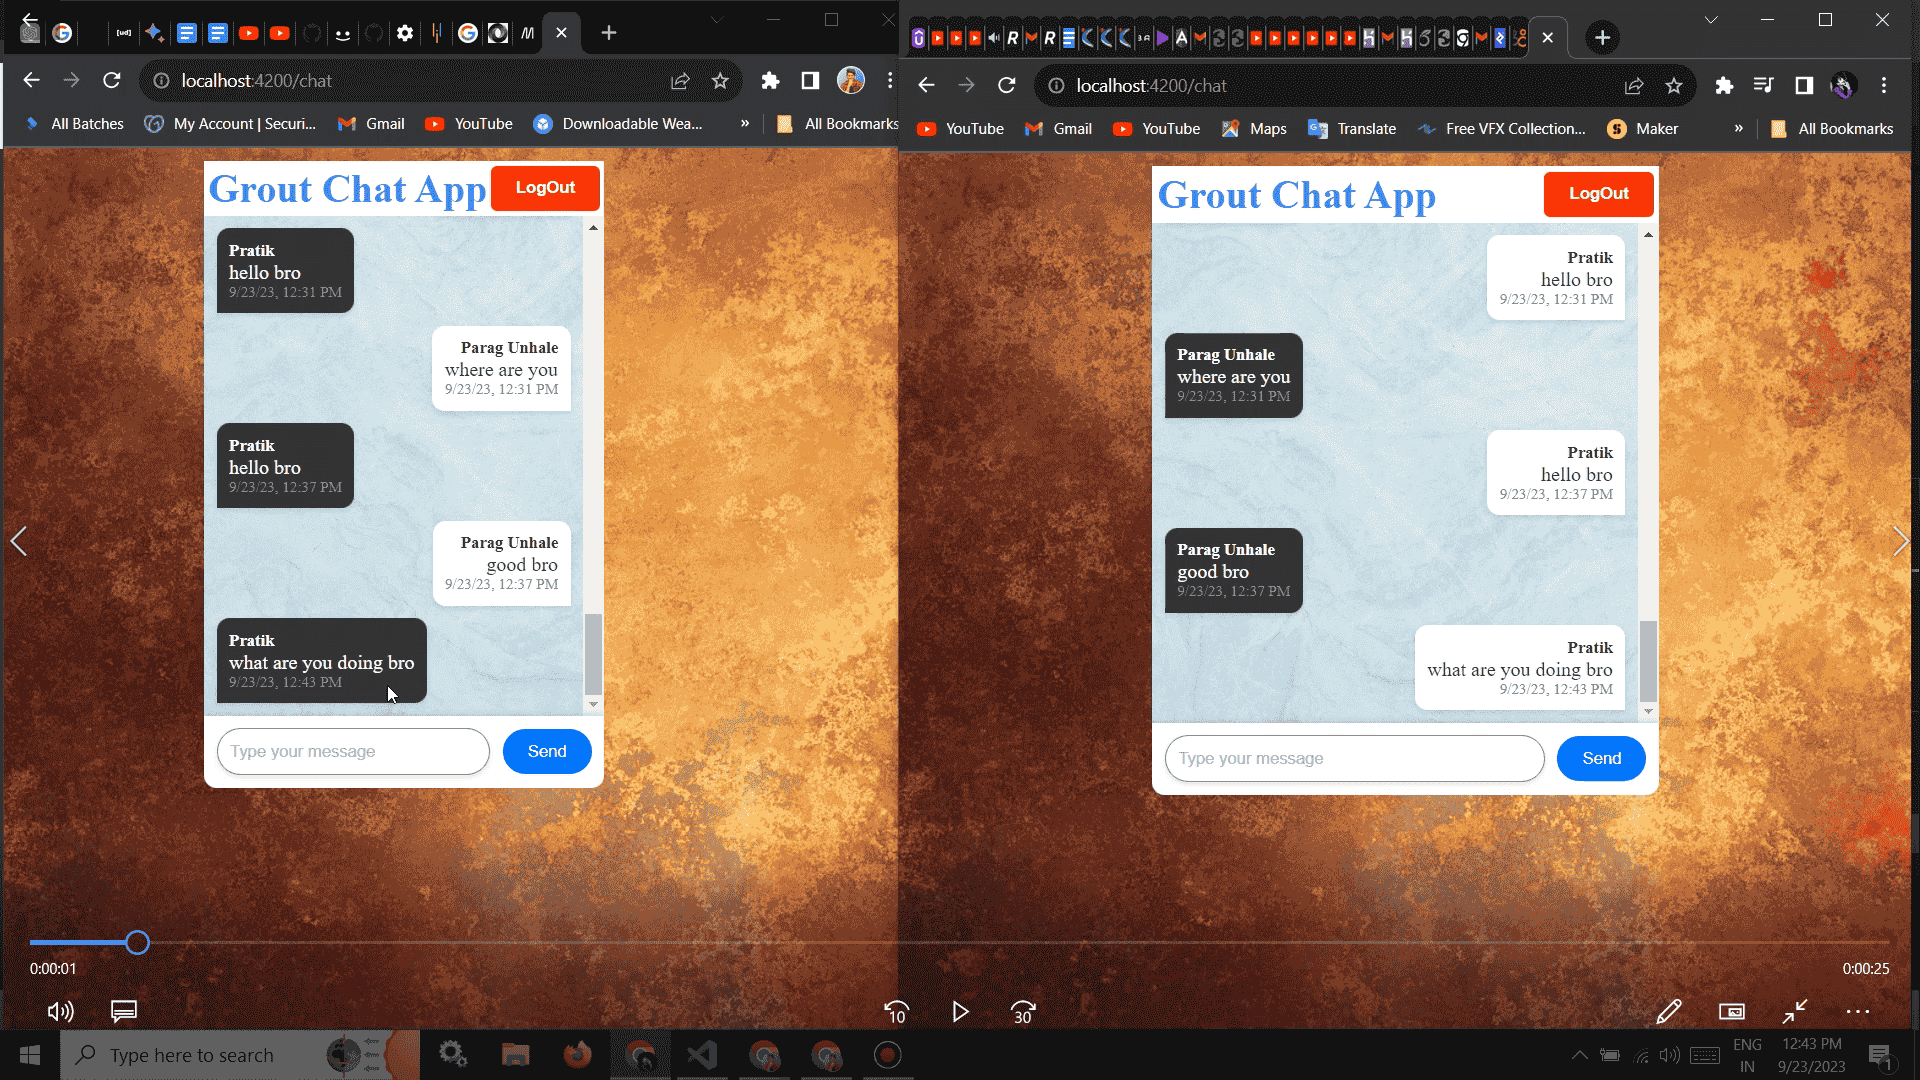 localhost:4200/chat
All Batches
My Account | Securi...
Gmail
YouTube
Downloadable Wea...
»
All Bookmarks
Grout Chat App
LogOut
Pratik
hello bro
9/23/23, 12:31 PM
Parag Unhale
where are you
9/23/23, 12:31 PM
Pratik
hello bro
9/23/23, 12:37 PM
Parag Unhale
good bro
9/23/23, 12:37 PM
Pratik
what are you doing bro
9/23/23, 12:43 PM
Type your message
Send
localhost:4200/chat
YouTube
Gmail
YouTube
Maps
Translate
Free VFX Collection...
Maker
»
All Bookmarks
Grout Chat App
LogOut
Pratik
hello bro
9/23/23, 12:31 PM
Parag Unhale
where are you
9/23/23, 12:31 PM
Pratik
hello bro
9/23/23, 12:37 PM
Parag Unhale
good bro
9/23/23, 12:37 PM
Pratik
what are you doing bro
9/23/23, 12:43 PM
Type your message
Send
0:00:01
0:00:25
10
30
Type here to search
ENG
IN
12:43 PM
9/23/2023
1